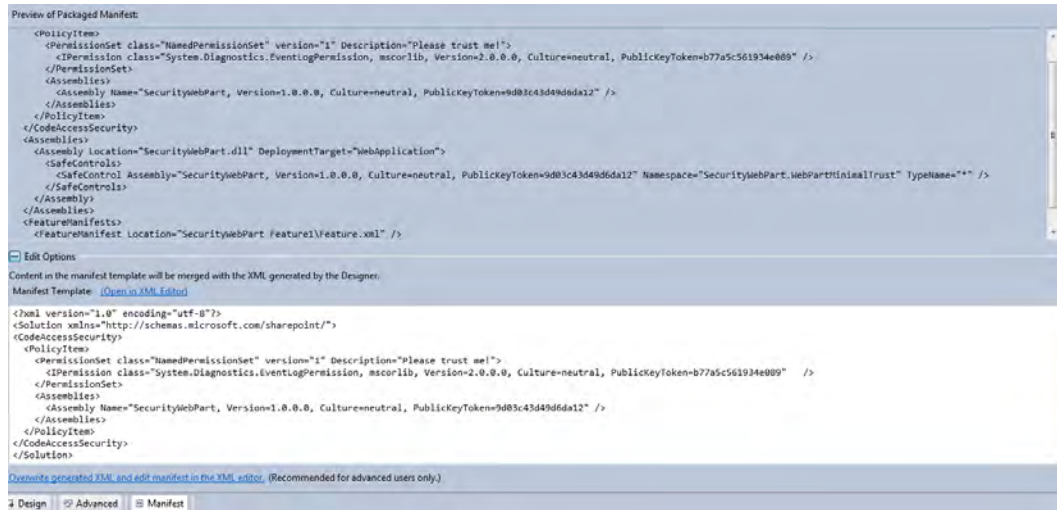 Preview of Packaged Manifest:
<PolicyItem>
<PermissionSet class="NamedPermissionSet" version="1" Description="Please trust me!">
<IPermission class="System.Diagnostics.EventLogPermission, mscorlib, Version=2.0.0.0, Culture=neutral, PublicKeyToken=b77a5c561934e089" />
</PermissionSet>
<Assemblies>
<Assembly Name="SecurityWebPart, Version=1.0.0.0, Culture=neutral, PublicKeyToken=9d03c43d49d6da12" />
</Assemblies>
</PolicyItem>
</CodeAccessSecurity>
<Assemblies>
<Assembly Location="SecurityWebPart.dll" DeploymentTarget="WebApplication">
<SafeControls>
<SafeControl Assembly="SecurityWebPart, Version=1.0.0.0, Culture=neutral, PublicKeyToken=9d03c43d49d6da12" Namespace="SecurityWebPart.WebPartMinimalTrust" TypeName="*" />
</SafeControls>
</Assembly>
</Assemblies>
<FeatureManifests>
<FeatureManifest Location="SecurityWebPart Feature1\Feature.xml" />
Edit Options
Content in the manifest template will be merged with the XML generated by the Designer.
Manifest Template: (Open in XML Editor)
<?xml version="1.0" encoding="utf-8"?>
<Solution xmlns="http://schemas.microsoft.com/sharepoint/">
<CodeAccessSecurity>
<PolicyItem>
<PermissionSet class="NamedPermissionSet" version="1" Description="Please trust me!">
<IPermission class="System.Diagnostics.EventLogPermission, mscorlib, Version=2.0.0.0, Culture=neutral, PublicKeyToken=b77a5c561934e089" />
</PermissionSet>
<Assemblies>
<Assembly Name="SecurityWebPart, Version=1.0.0.0, Culture=neutral, PublicKeyToken=9d03c43d49d6da12" />
</Assemblies>
</PolicyItem>
</CodeAccessSecurity>
</Solution>
Overwrite generated XML and edit manifest in the XML editor. (Recommended for advanced users only.)
Design Advanced Manifest